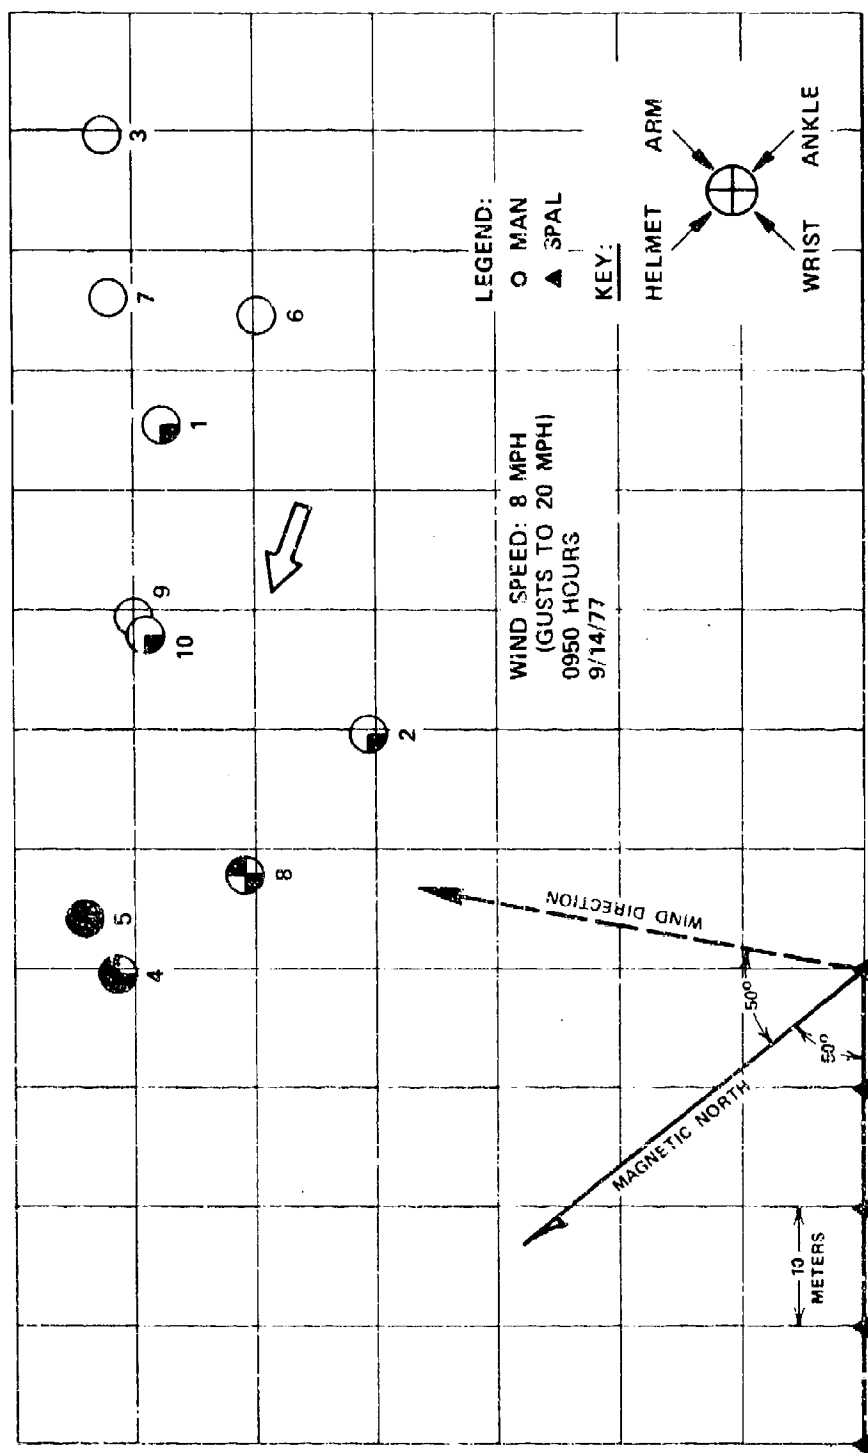 3
7
6
1
9
10
2
8
5
4
LEGEND:
O MAN
▲ SPAL
KEY:
HELMET ARM
WRIST ANKLE
WIND SPEED: 8 MPH
(GUSTS TO 20 MPH)
0950 HOURS
9/14/77
WIND DIRECTION
50°
50°
MAGNETIC NORTH
10
METERS